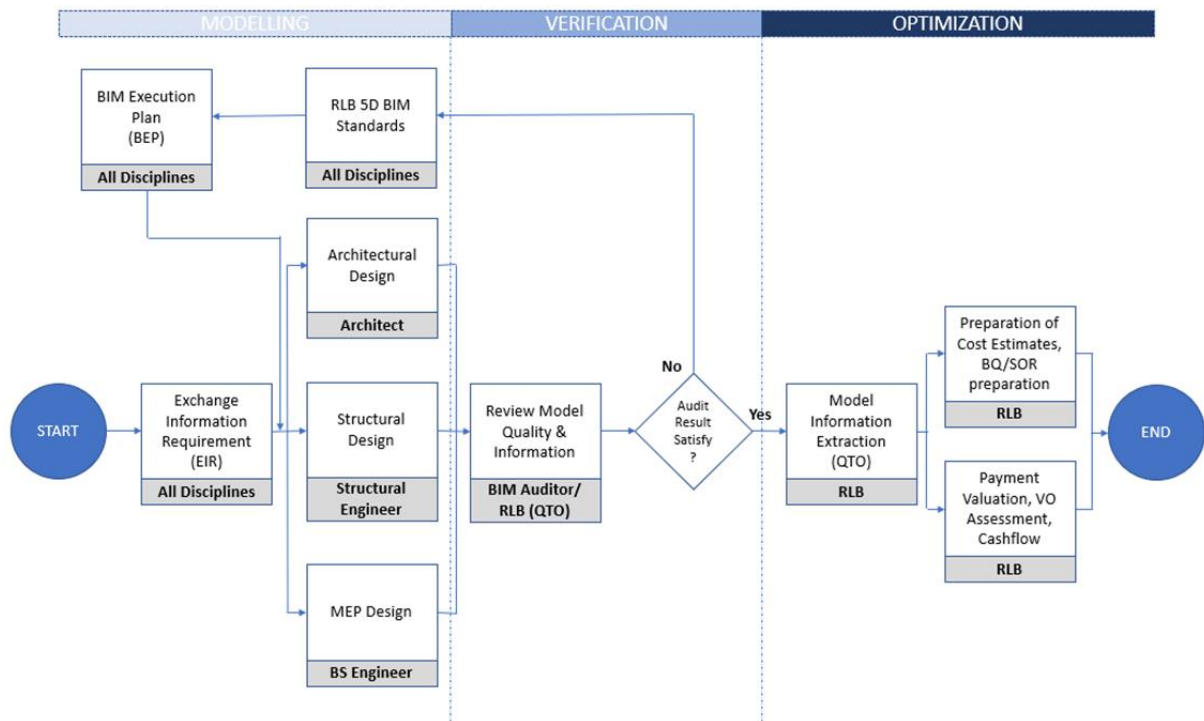 MODELLING
VERIFICATION
OPTIMIZATION
BIM Execution
Plan
(BEP)
All Disciplines
RLB 5D BIM
Standards
All Disciplines
Architectural
Design
Architect
START
Exchange
Information
Requirement
(EIR)
All Disciplines
Structural
Design
Structural
Engineer
MEP Design
BS Engineer
Review Model
Quality &
Information
BIM Auditor/
RLB (QTO)
No
Audit
Result
Satisfy
?
Yes
Model
Information
Extraction
(QTO)
RLB
Preparation of
Cost Estimates,
BQ/SOR
preparation
RLB
Payment
Valuation, VO
Assessment,
Cashflow
RLB
END